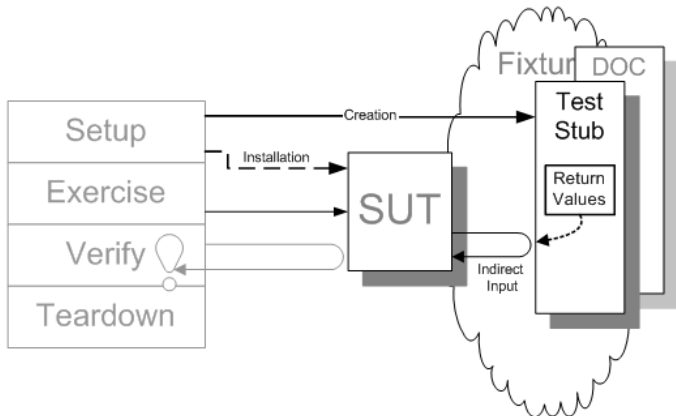 Fixtur
DOC
Test
Stub
Creation
Setup
Installation
Return
Values
Exercise
SUT
Verify
Indirect
Input
Teardown